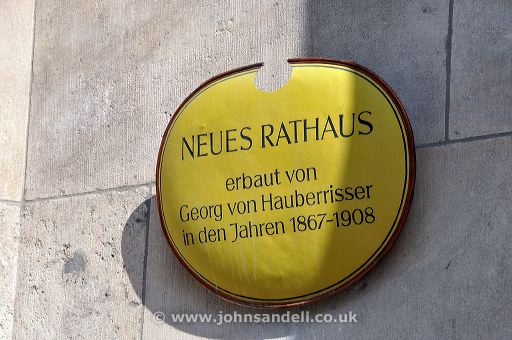 NEUES RATHAUS
erbaut von
Georg von Hauberrisser
in den Jahren 1867-1908
© www.johnsandell.co.uk